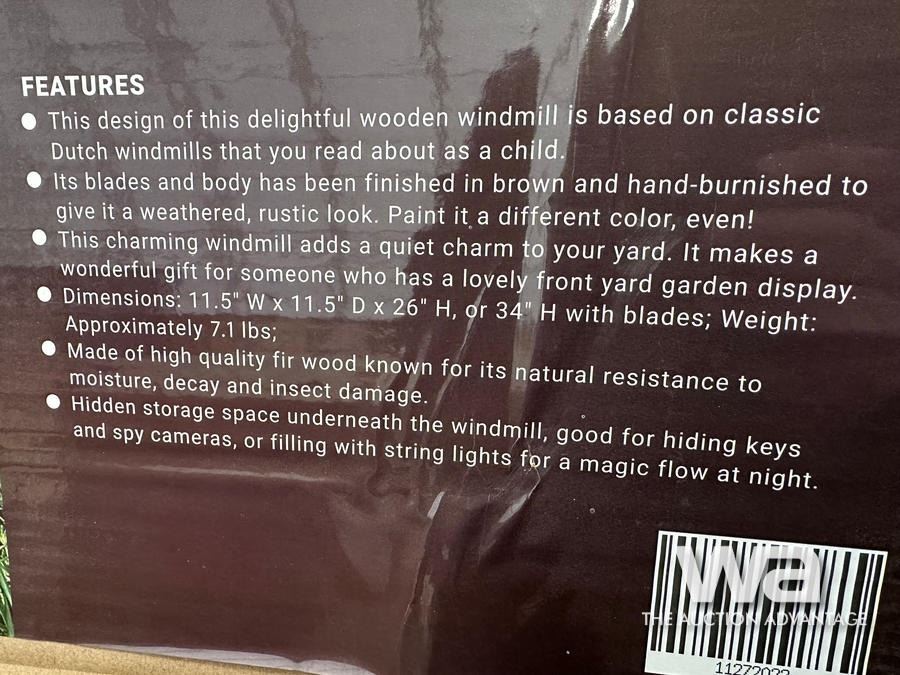 FEATURES
● This design of this delightful wooden windmill is based on classic
Dutch windmills that you read about as a child.
● Its blades and body has been finished in brown and hand-burnished to
give it a weathered, rustic look. Paint it a different color, even!
● This charming windmill adds a quiet charm to your yard. It makes a
wonderful gift for someone who has a lovely front yard garden display.
● Dimensions: 11.5" W x 11.5" D x 26" H, or 34" H with blades; Weight:
Approximately 7.1 lbs;
● Made of high quality fir wood known for its natural resistance to
moisture, decay and insect damage.
● Hidden storage space underneath the windmill, good for hiding keys
and spy cameras, or filling with string lights for a magic flow at night.
wa
THE AUCTION ADVANTAGE